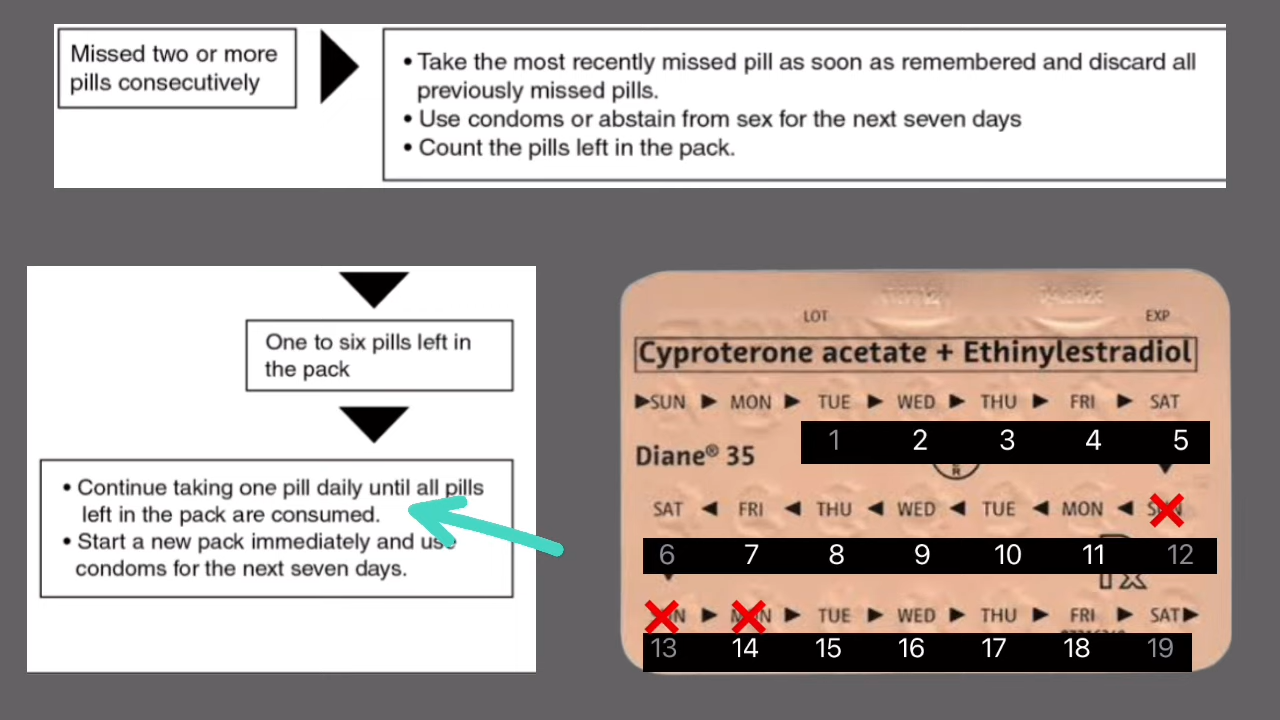 Missed two or more
pills consecutively
• Take the most recently missed pill as soon as remembered and discard all
previously missed pills.
• Use condoms or abstain from sex for the next seven days
• Count the pills left in the pack.
One to six pills left in
the pack
• Continue taking one pill daily until all pills
left in the pack are consumed.
• Start a new pack immediately and use
condoms for the next seven days.
LOT EXP
Cyproterone acetate + Ethinylestradiol
SUN MON TUE WED THU FRI SAT
1 2 3 4 5
Diane® 35
SAT FRI THU WED TUE MON SUN
6 7 8 9 10 11 12
MON TUE WED THU FRI SAT
13 14 15 16 17 18 19